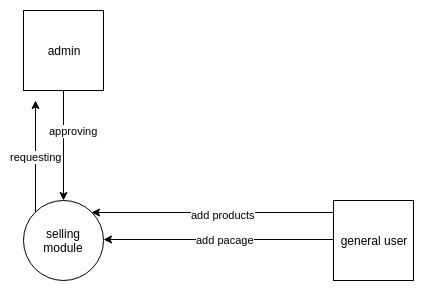 admin
approving
requesting
add products
selling
module
add pacage
general user